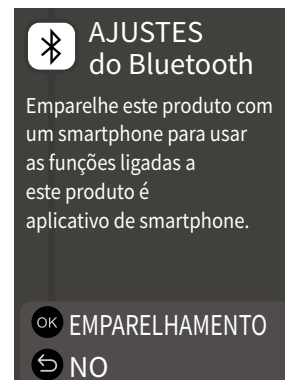 AJUSTES
do Bluetooth
Emparelhe este produto com
um smartphone para usar
as funções ligadas a
este produto é
aplicativo de smartphone.
OK EMPARELHAMENTO
NO